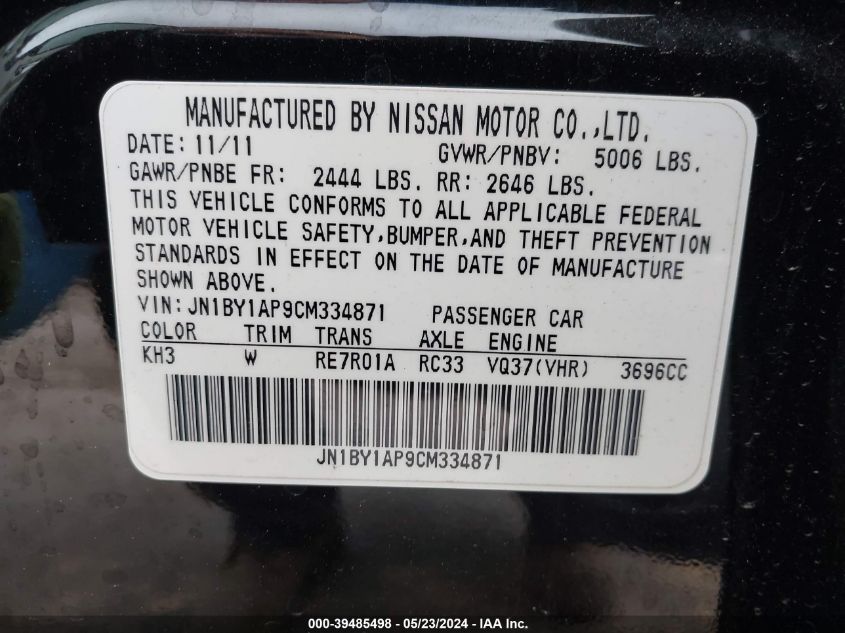 MANUFACTURED BY NISSAN MOTOR CO.,LTD.
DATE: 11/11 GVWR/PNBV: 5006 LBS.
GAWR/PNBE FR: 2444 LBS. RR: 2646 LBS.
THIS VEHICLE CONFORMS TO ALL APPLICABLE FEDERAL
MOTOR VEHICLE SAFETY,BUMPER,AND THEFT PREVENTION
STANDARDS IN EFFECT ON THE DATE OF MANUFACTURE
SHOWN ABOVE.
VIN:JN1BY1AP9CM334871 PASSENGER CAR
COLOR TRIM TRANS AXLE ENGINE
KH3 W RE7R01A RC33 VQ37(VHR) 3696CC
JN1BY1AP9CM334871
000-39485498 - 05/23/2024 - IAA Inc.